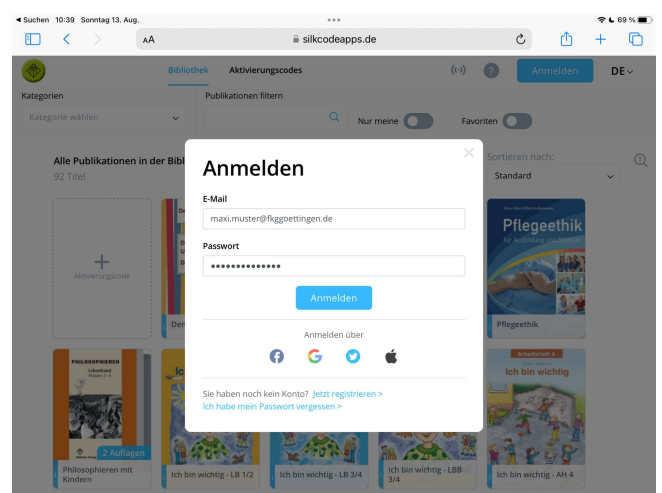 Suchen 10:39 Sonntag 13. Aug. 69 %
AA silkcodeapps.de
Bibliothek Aktivierungscodes ? Anmelden DE
Kategorien Publikationen filtern
Kategorie wählen Nur meine Favoriten
Alle Publikationen in der Bibl
Sortieren nach:
92 Titel
Standard
Anmelden
E-Mail
maxi.muster@fkggoettingen.de
Passwort
Anmelden
Anmelden über
Sie haben noch kein Konto? Jetzt registrieren >
Ich habe mein Passwort vergessen >
Aktivierungscode
Pflegeethik
Pflegeethik
PHILOSOPHIEREN
2 Auflagen
Philosophieren mit
Kindern
Ich bin wichtig - LB 1/2
Ich bin wichtig - LB 3/4
Ich bin wichtig - LBB
3/4
Arbeitsheft 4
Ich bin wichtig
Ich bin wichtig - AH 4